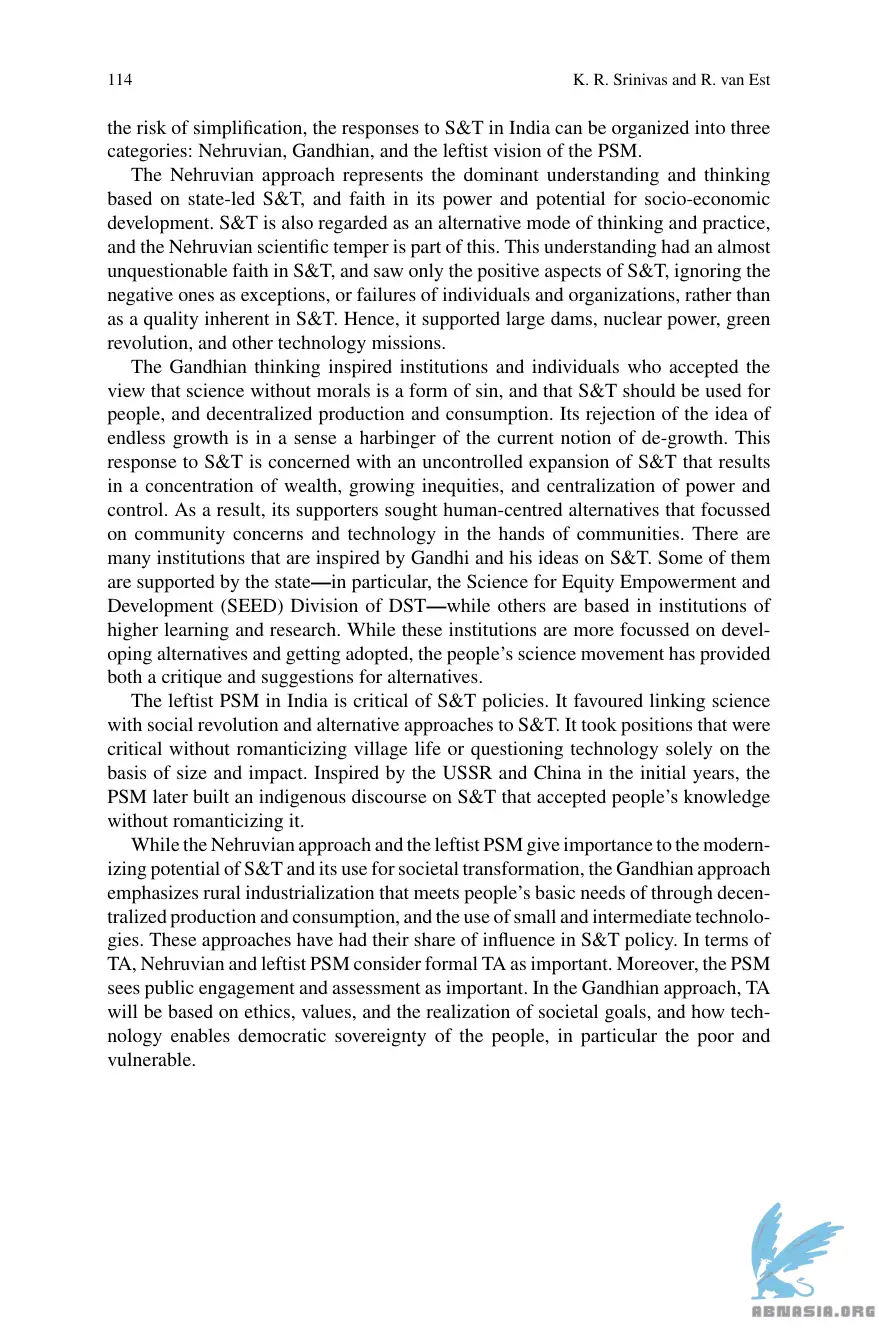 114
K. R. Srinivas and R. van Est
the risk of simplification, the responses to S&T in India can be organized into three
categories: Nehruvian, Gandhian, and the leftist vision of the PSM.
The Nehruvian approach represents the dominant understanding and thinking
based on state-led S&T, and faith in its power and potential for socio-economic
development. S&T is also regarded as an alternative mode of thinking and practice,
and the Nehruvian scientific temper is part of this. This understanding had an almost
unquestionable faith in S&T, and saw only the positive aspects of S&T, ignoring the
negative ones as exceptions, or failures of individuals and organizations, rather than
as a quality inherent in S&T. Hence, it supported large dams, nuclear power, green
revolution, and other technology missions.
The Gandhian thinking inspired institutions and individuals who accepted the
view that science without morals is a form of sin, and that S&T should be used for
people, and decentralized production and consumption. Its rejection of the idea of
endless growth is in a sense a harbinger of the current notion of de-growth. This
response to S&T is concerned with an uncontrolled expansion of S&T that results
in a concentration of wealth, growing inequities, and centralization of power and
control. As a result, its supporters sought human-centred alternatives that focussed
on community concerns and technology in the hands of communities. There are
many institutions that are inspired by Gandhi and his ideas on S&T. Some of them
are supported by the state—in particular, the Science for Equity Empowerment and
Development (SEED) Division of DST—while others are based in institutions of
higher learning and research. While these institutions are more focussed on devel-
oping alternatives and getting adopted, the people's science movement has provided
both a critique and suggestions for alternatives.
The leftist PSM in India is critical of S&T policies. It favoured linking science
with social revolution and alternative approaches to S&T. It took positions that were
critical without romanticizing village life or questioning technology solely on the
basis of size and impact. Inspired by the USSR and China in the initial years, the
PSM later built an indigenous discourse on S&T that accepted people's knowledge
without romanticizing it.
While the Nehruvian approach and the leftist PSM give importance to the modern-
izing potential of S&T and its use for societal transformation, the Gandhian approach
emphasizes rural industrialization that meets people's basic needs of through decen-
tralized production and consumption, and the use of small and intermediate technolo-
gies. These approaches have had their share of influence in S&T policy. In terms of
TA, Nehruvian and leftist PSM consider formal TA as important. Moreover, the PSM
sees public engagement and assessment as important. In the Gandhian approach, TA
will be based on ethics, values, and the realization of societal goals, and how tech-
nology enables democratic sovereignty of the people, in particular the poor and
vulnerable.
ABNASIA.ORG